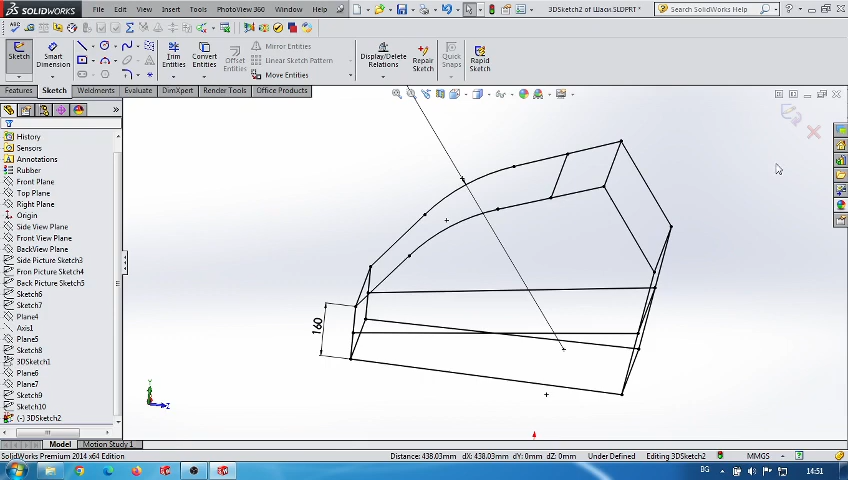 SOLIDWORKS
File Edit View Insert Tools PhotoView 360 Window Help
3DSketch2 of Шаси.SLDPRT *
Search SolidWorks Help
Sketch
Smart Dimension
Trim Entities
Convert Entities
Offset Entities
Mirror Entities
Linear Sketch Pattern
Move Entities
Display/Delete Relations
Repair Sketch
Quick Snaps
Rapid Sketch
Features Sketch Weldments Evaluate DimXpert Render Tools Office Products
History
Sensors
Annotations
Rubber
Front Plane
Top Plane
Right Plane
Origin
Side View Plane
Front View Plane
BackView Plane
Side Picture Sketch3
Fron Picture Sketch4
Back Picture Sketch5
Sketch6
Sketch7
Plane4
Axis1
Plane5
Sketch8
3DSketch1
Plane6
Plane7
Sketch9
Sketch10
(-) 3DSketch2
160
Y
Z
Model Motion Study 1
SolidWorks Premium 2014 x64 Edition
Distance: 438.03mm dX: 438.03mm dY: 0mm dZ: 0mm Under Defined Editing 3DSketch2 MMGS
BG 14:51